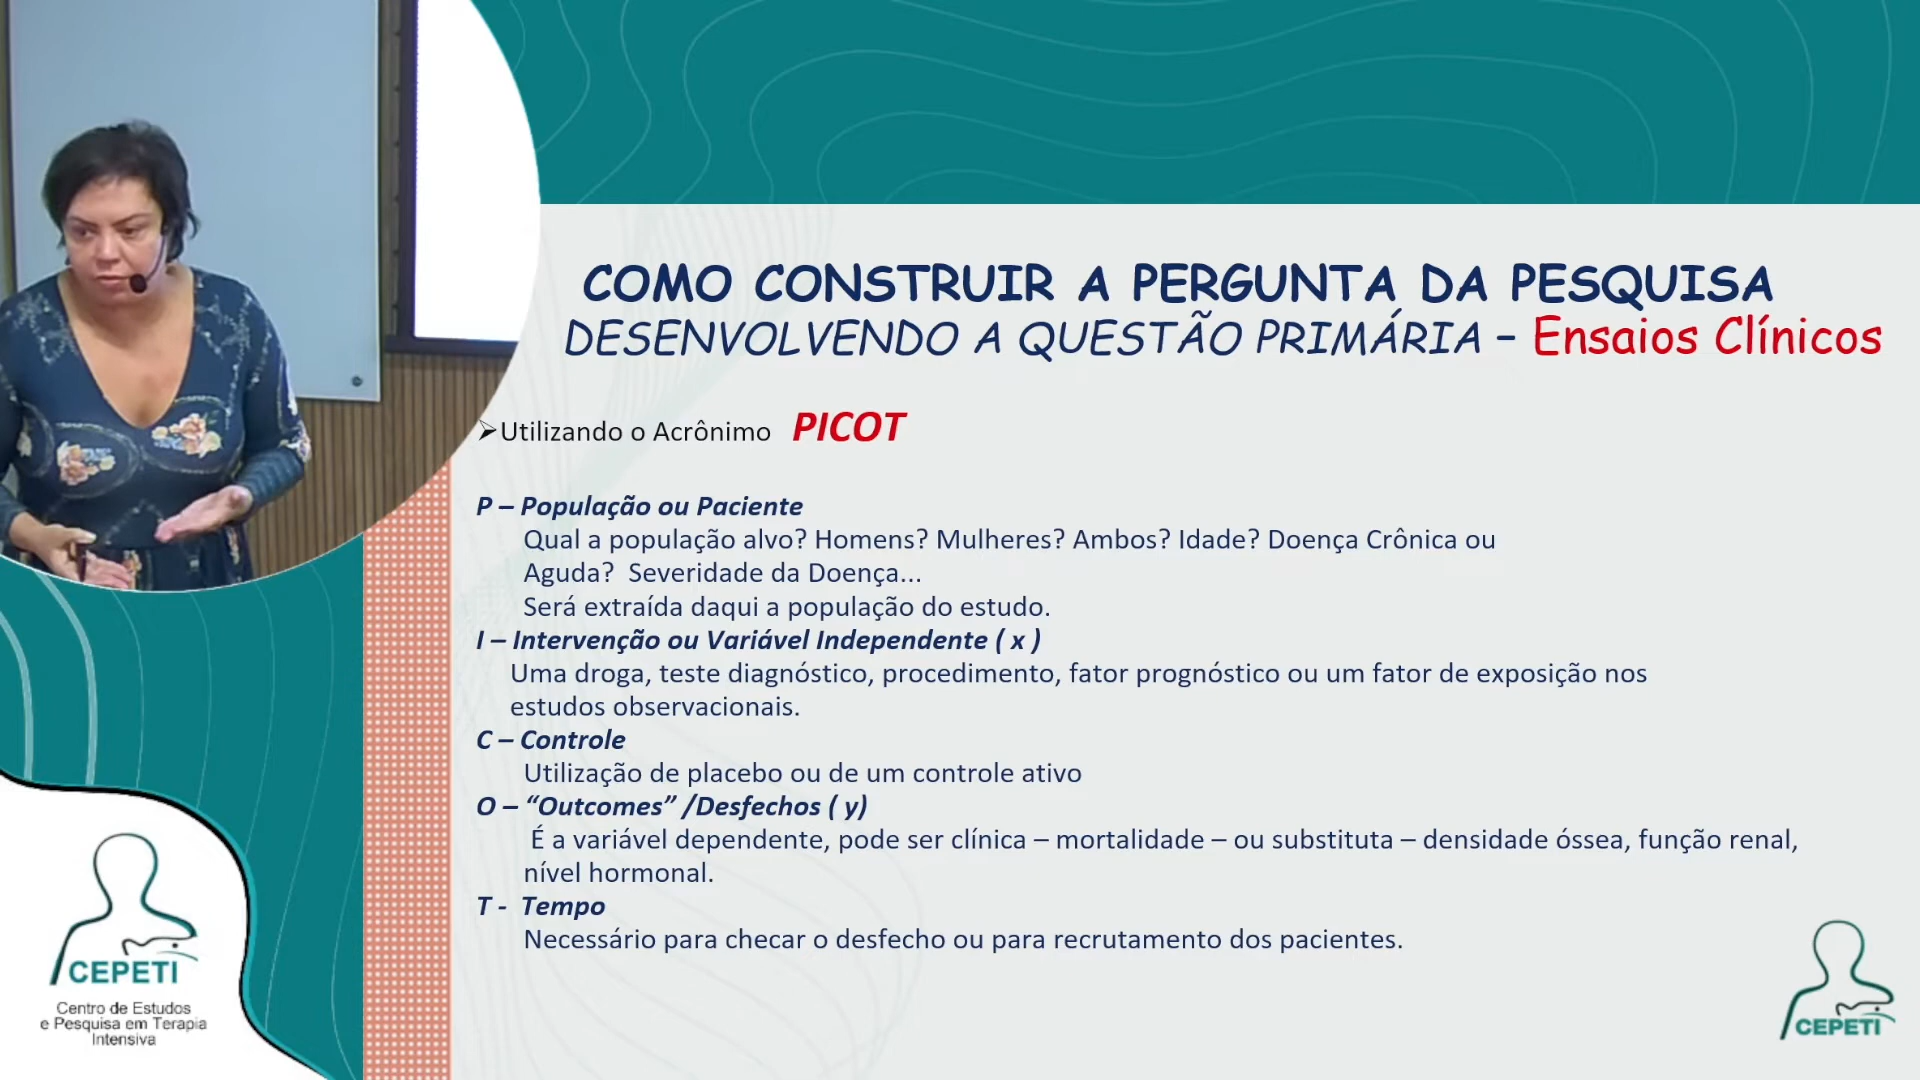 COMO CONSTRUIR A PERGUNTA DA PESQUISA
DESENVOLVENDO A QUESTÃO PRIMÁRIA – Ensaios Clínicos
➢Utilizando o Acrônimo PICOT
P – População ou Paciente
Qual a população alvo? Homens? Mulheres? Ambos? Idade? Doença Crônica ou
Aguda? Severidade da Doença...
Será extraída daqui a população do estudo.
I – Intervenção ou Variável Independente ( x )
Uma droga, teste diagnóstico, procedimento, fator prognóstico ou um fator de exposição nos
estudos observacionais.
C – Controle
Utilização de placebo ou de um controle ativo
O – “Outcomes” /Desfechos ( y)
É a variável dependente, pode ser clínica – mortalidade – ou substituta – densidade óssea, função renal,
nível hormonal.
T - Tempo
Necessário para checar o desfecho ou para recrutamento dos pacientes.
CEPETI
Centro de Estudos
e Pesquisa em Terapia
Intensiva
CEPETI